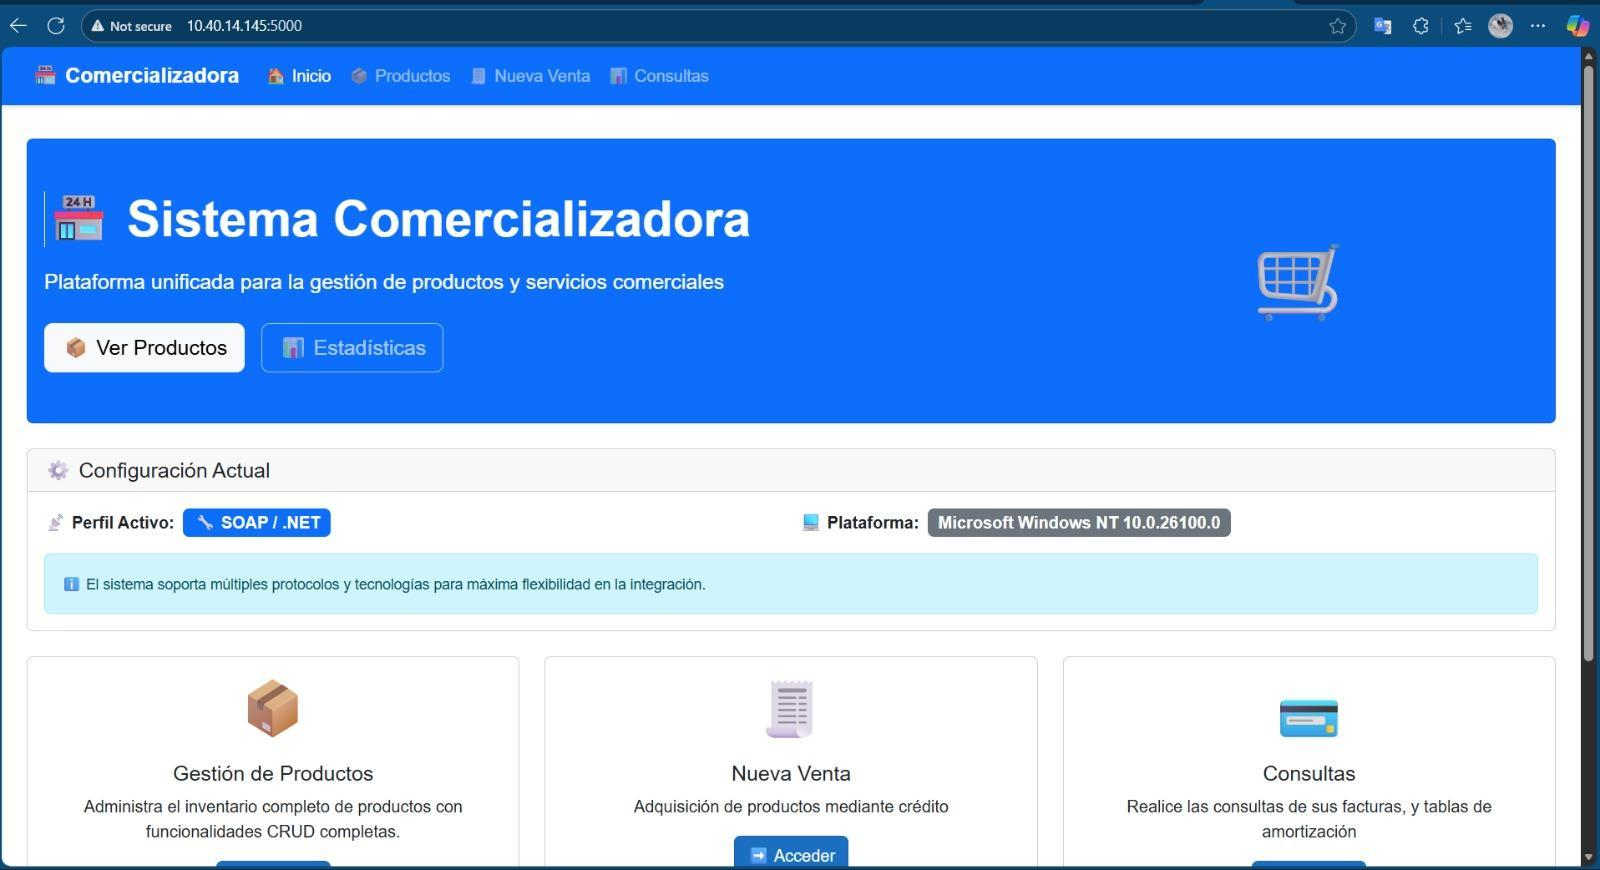 Not secure 10.40.14.145:5000
Comercializadora Inicio Productos Nueva Venta Consultas
24 H
Sistema Comercializadora
Plataforma unificada para la gestión de productos y servicios comerciales
Ver Productos Estadísticas
Configuración Actual
Perfil Activo: SOAP / .NET Plataforma: Microsoft Windows NT 10.0.26100.0
El sistema soporta múltiples protocolos y tecnologías para máxima flexibilidad en la integración.
Gestión de Productos
Administra el inventario completo de productos con
funcionalidades CRUD completas.
Nueva Venta
Adquisición de productos mediante crédito
Acceder
Consultas
Realice las consultas de sus facturas, y tablas de
amortización